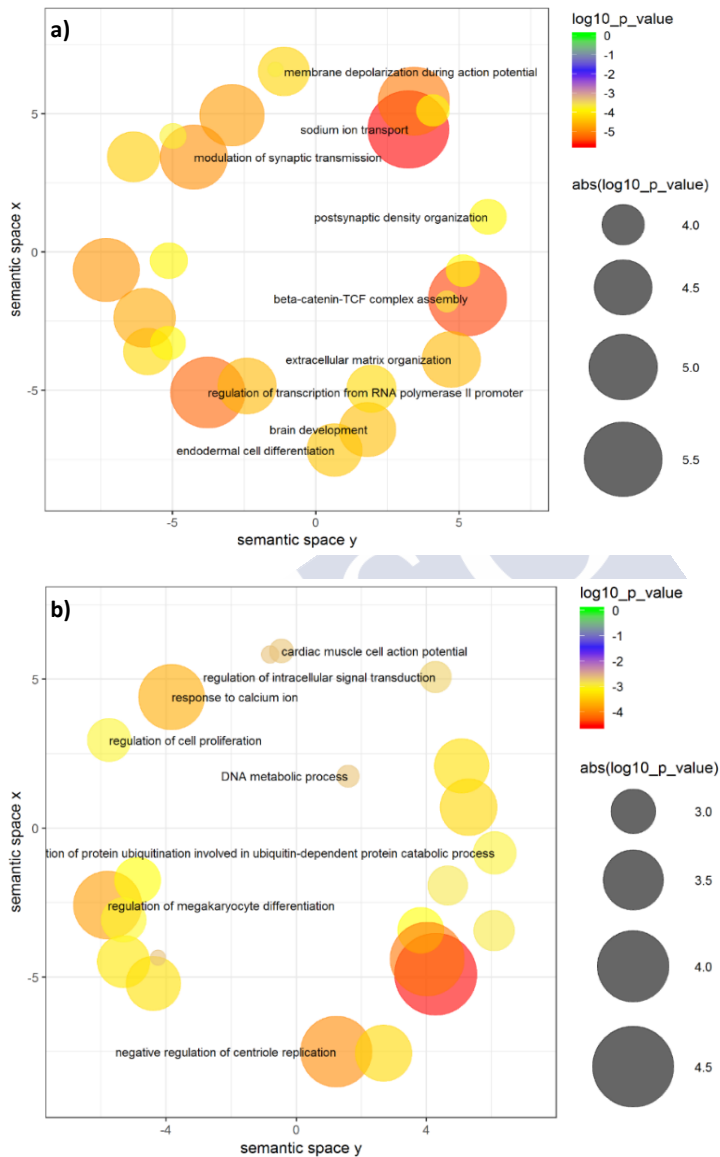 a)
membrane depolarization during action potential
sodium ion transport
modulation of synaptic transmission
postsynaptic density organization
beta-catenin-TCF complex assembly
extracellular matrix organization
regulation of transcription from RNA polymerase II promoter
brain development
endodermal cell differentiation
5
0
-5
semantic space x
-5
0
5
semantic space y
log10_p_value
0
-1
-2
-3
-4
-5
abs(log10_p_value)
4.0
4.5
5.0
5.5
b)
cardiac muscle cell action potential
regulation of intracellular signal transduction
response to calcium ion
regulation of cell proliferation
DNA metabolic process
tion of protein ubiquitination involved in ubiquitin-dependent protein catabolic process
regulation of megakaryocyte differentiation
negative regulation of centriole replication
5
0
-5
semantic space x
-4
0
4
semantic space y
log10_p_value
0
-1
-2
-3
-4
abs(log10_p_value)
3.0
3.5
4.0
4.5